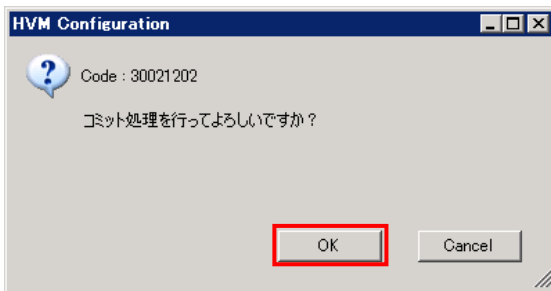 HVM Configuration
Code : 30021202
コミット処理を行ってよろしいですか？
OK
Cancel